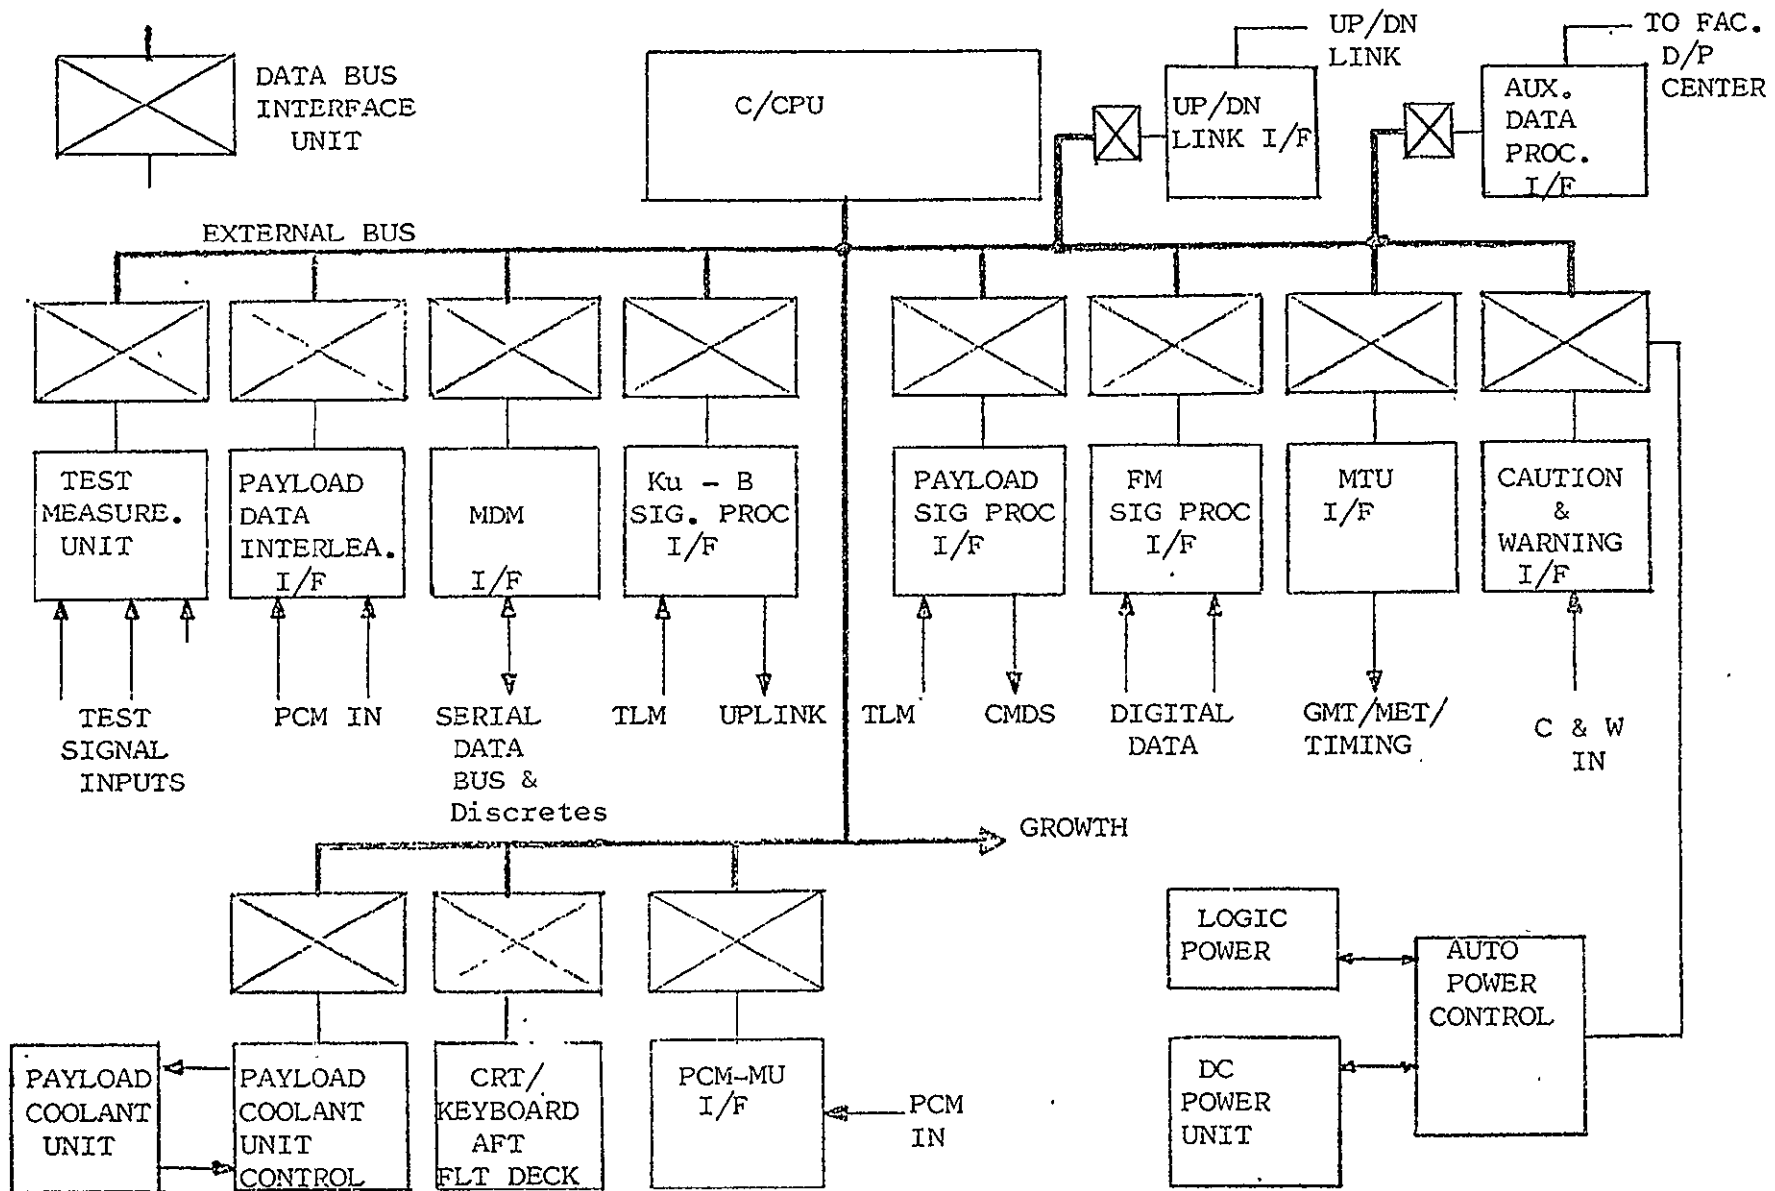 DATA BUS
INTERFACE
UNIT
C/CPU
UP/DN
LINK
UP/DN
LINK I/F
TO FAC.
D/P
CENTER
AUX.
DATA
PROC.
I/F
EXTERNAL BUS
TEST
MEASURE.
UNIT
PAYLOAD
DATA
INTERLEA.
I/F
MDM
I/F
Ku - B
SIG. PROC
I/F
PAYLOAD
SIG PROC
I/F
FM
SIG PROC
I/F
MTU
I/F
CAUTION
&
WARNING
I/F
TEST
SIGNAL
INPUTS
PCM IN
SERIAL
DATA
BUS &
Discretes
TLM
UPLINK
TLM
CMDS
DIGITAL
DATA
GMT/MET/
TIMING
C & W
IN
GROWTH
PAYLOAD
COOLANT
UNIT
PAYLOAD
COOLANT
UNIT
CONTROL
CRT/
KEYBOARD
AFT
FLT DECK
PCM-MU
I/F
PCM
IN
LOGIC
POWER
DC
POWER
UNIT
AUTO
POWER
CONTROL